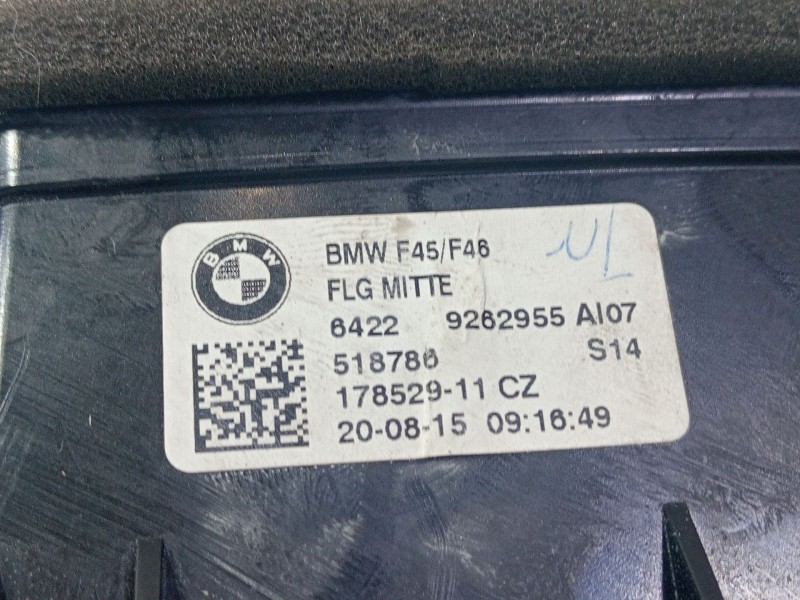 BMW
BMW F45/F46
FLG MITTE
6422 9262955 AI07
518786 S14
178529-11 CZ
20-08-15 09:16:49